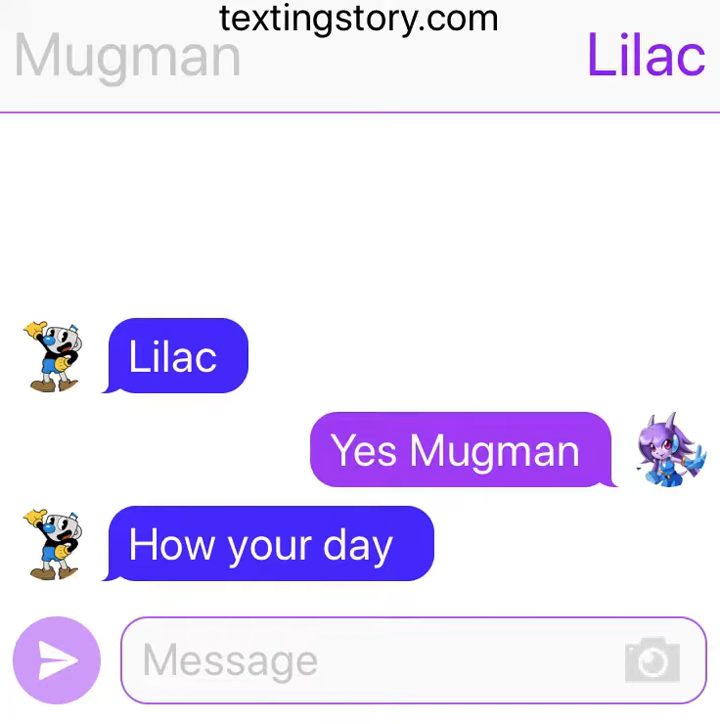 textingstory.com
Mugman Lilac
Lilac
Yes Mugman
How your day
Message